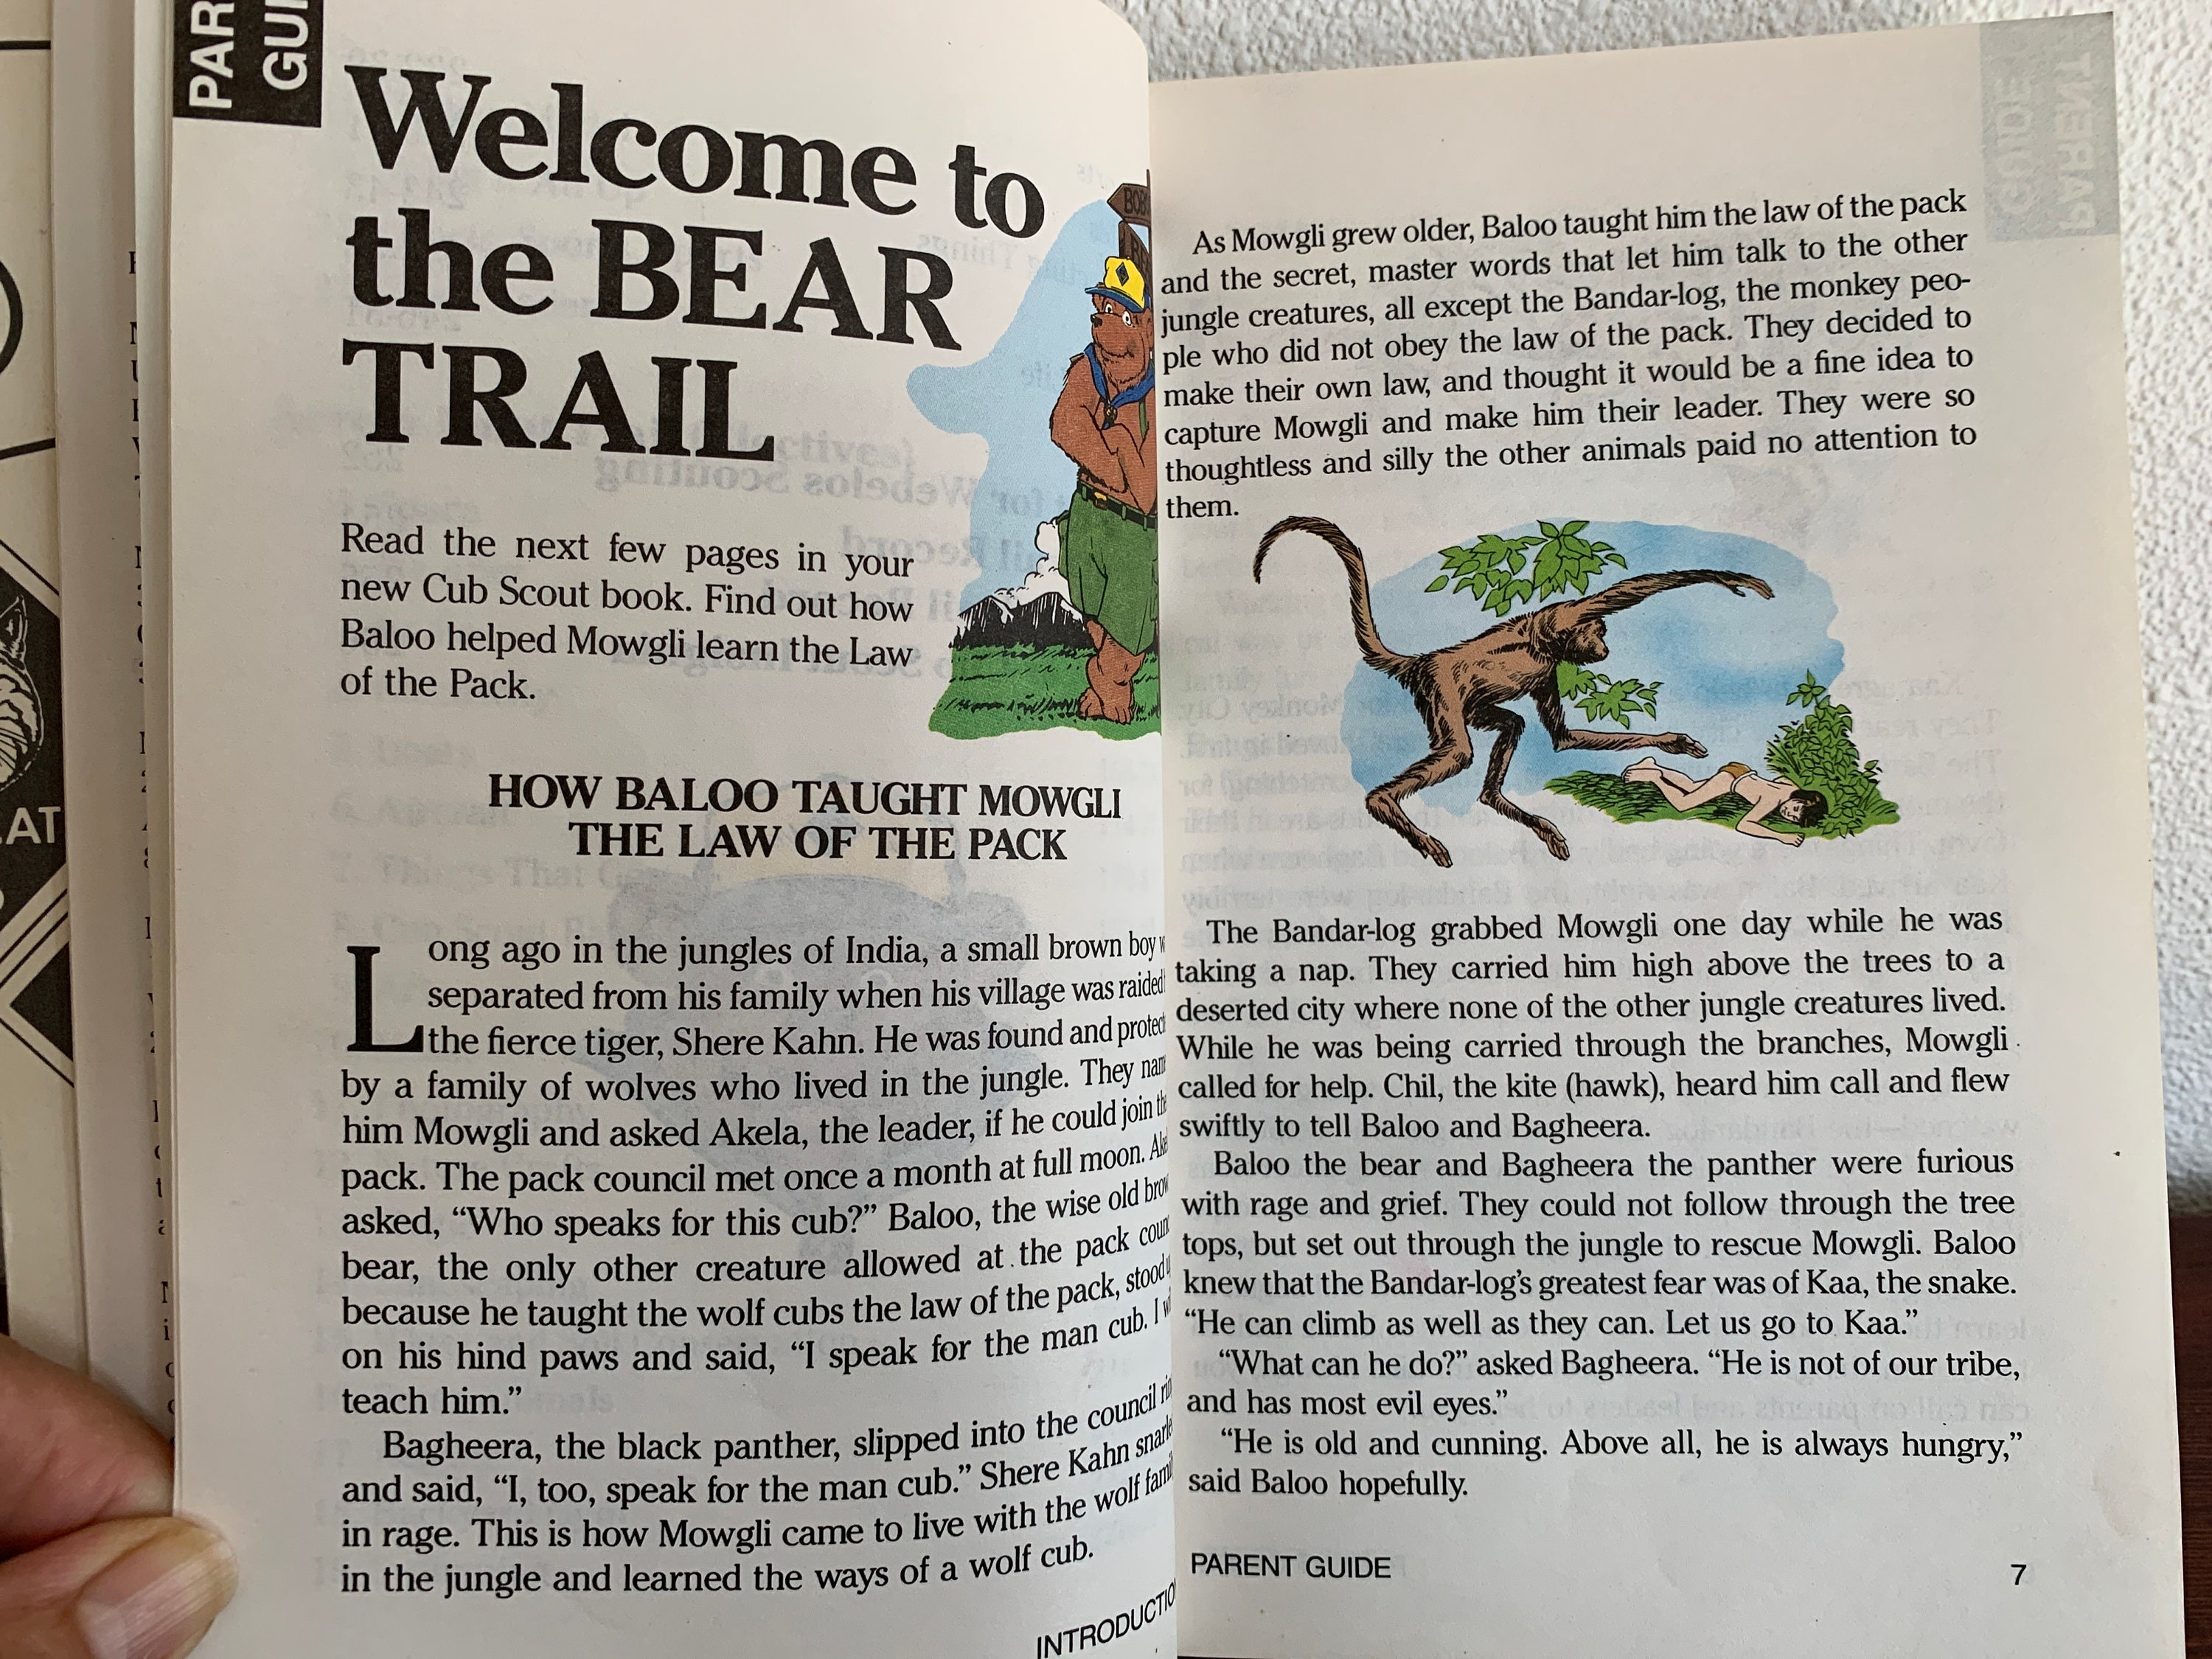 PAR
GUI
Welcome to
the BEAR
TRAIL
BOB
Read the next few pages in your
new Cub Scout book. Find out how
Baloo helped Mowgli learn the Law
of the Pack.
HOW BALOO TAUGHT MOWGLI
THE LAW OF THE PACK
Long ago in the jungles of India, a small brown boy w
separated from his family when his village was raided
the fierce tiger, Shere Kahn. He was found and protect
by a family of wolves who lived in the jungle. They nam
him Mowgli and asked Akela, the leader, if he could join the
pack. The pack council met once a month at full moon. Ake
asked, “Who speaks for this cub?” Baloo, the wise old brow
bear, the only other creature allowed at the pack counc
because he taught the wolf cubs the law of the pack, stood u
on his hind paws and said, “I speak for the man cub. I wi
teach him.”
Bagheera, the black panther, slipped into the council rin
and said, “I, too, speak for the man cub.” Shere Kahn snarle
in rage. This is how Mowgli came to live with the wolf famil
in the jungle and learned the ways of a wolf cub.
INTRODUCTIO
As Mowgli grew older, Baloo taught him the law of the pack
and the secret, master words that let him talk to the other
jungle creatures, all except the Bandar-log, the monkey peo-
ple who did not obey the law of the pack. They decided to
make their own law, and thought it would be a fine idea to
capture Mowgli and make him their leader. They were so
thoughtless and silly the other animals paid no attention to
them.
The Bandar-log grabbed Mowgli one day while he was
taking a nap. They carried him high above the trees to a
deserted city where none of the other jungle creatures lived.
While he was being carried through the branches, Mowgli
called for help. Chil, the kite (hawk), heard him call and flew
swiftly to tell Baloo and Bagheera.
Baloo the bear and Bagheera the panther were furious
with rage and grief. They could not follow through the tree
tops, but set out through the jungle to rescue Mowgli. Baloo
knew that the Bandar-log’s greatest fear was of Kaa, the snake.
“He can climb as well as they can. Let us go to Kaa.”
“What can he do?” asked Bagheera. “He is not of our tribe,
and has most evil eyes.”
“He is old and cunning. Above all, he is always hungry,”
said Baloo hopefully.
PARENT GUIDE
7